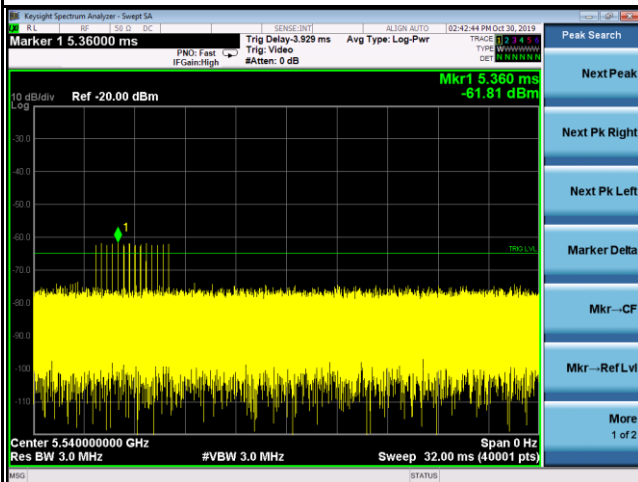 Keysight Spectrum Analyzer - Swept SA
RL RF 50 Ω DC SENSE:INT ALIGN AUTO 02:42:44 PM Oct 30, 2019
Marker 1 5.36000 ms
PNO: Fast
IFGain:High
Trig Delay-3.929 ms
Trig: Video
#Atten: 0 dB
Avg Type: Log-Pwr
TRACE 1 2 3 4 5 6
TYPE WWWWWW
DET N N N N N N
Mkr1 5.360 ms
-61.81 dBm
10 dB/div
Log
Ref -20.00 dBm
-30.0
-40.0
-50.0
-60.0
-70.0
-80.0
-90.0
-100
-110
1
TRIG LVL
Center 5.540000000 GHz
Span 0 Hz
Res BW 3.0 MHz
#VBW 3.0 MHz
Sweep 32.00 ms (40001 pts)
MSG
STATUS
Peak Search
Next Peak
Next Pk Right
Next Pk Left
Marker Delta
Mkr→CF
Mkr→Ref Lvl
More
1 of 2